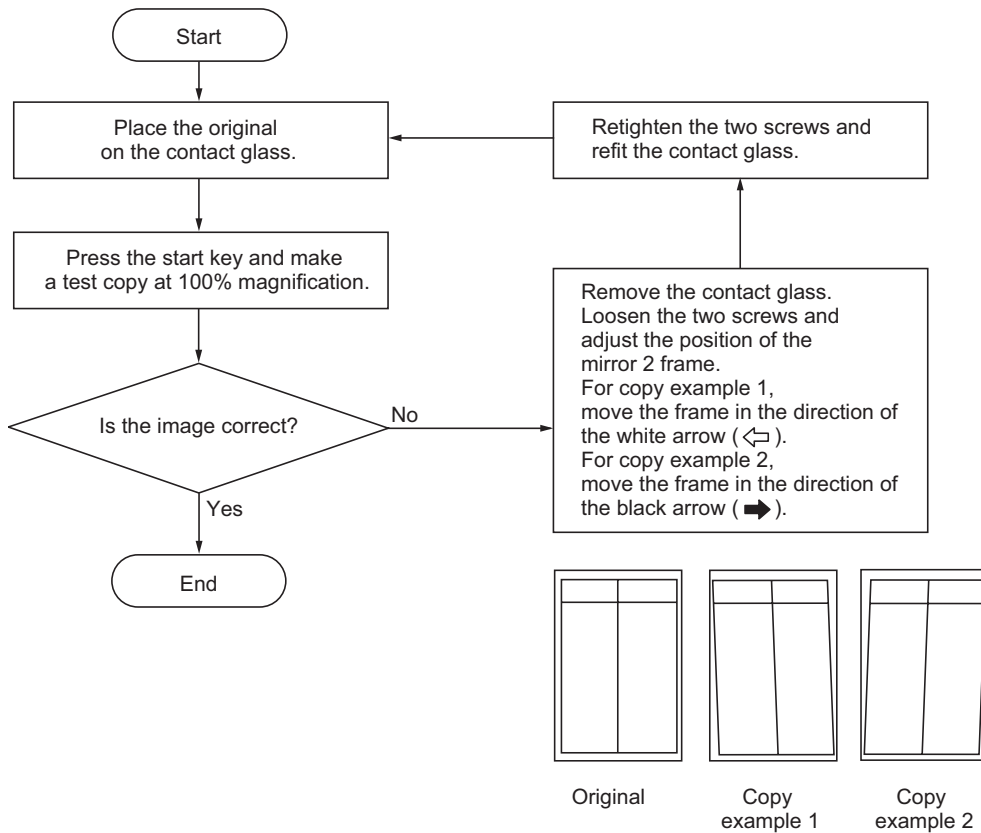 Start
Place the original
on the contact glass.
Press the start key and make
a test copy at 100% magnification.
Is the image correct?
No
Yes
End
Remove the contact glass.
Loosen the two screws and
adjust the position of the
mirror 2 frame.
For copy example 1,
move the frame in the direction of
the white arrow ( ⇦ ).
For copy example 2,
move the frame in the direction of
the black arrow ( ➡ ).
Retighten the two screws and
refit the contact glass.
Original
Copy
example 1
Copy
example 2